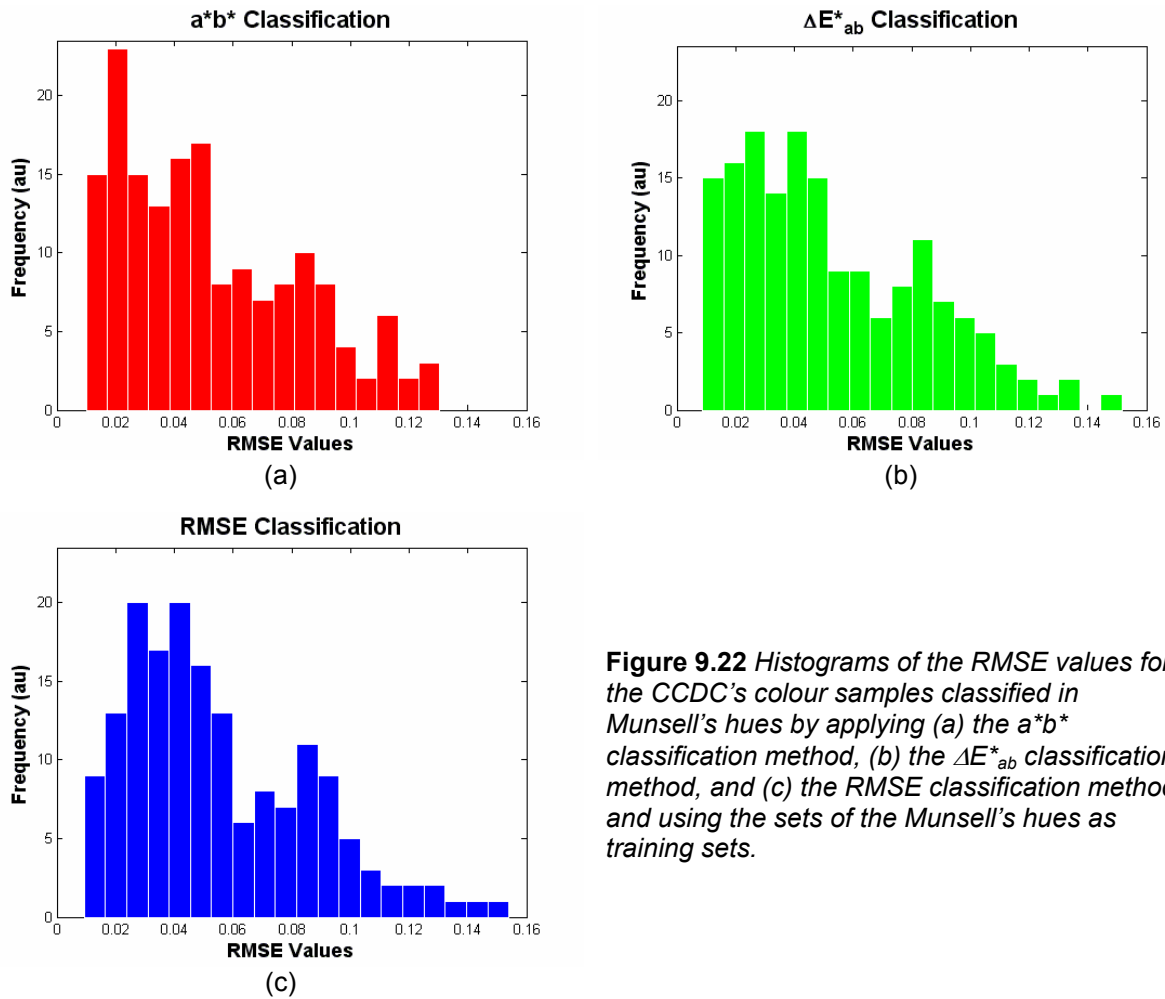 a*b* Classification
20
15
10
5
0
Frequency (au)
0 0.02 0.04 0.06 0.08 0.1 0.12 0.14 0.16
RMSE Values
(a)
ΔE*ab Classification
20
15
10
5
0
Frequency (au)
0 0.02 0.04 0.06 0.08 0.1 0.12 0.14 0.16
RMSE Values
(b)
RMSE Classification
20
15
10
5
0
Frequency (au)
0 0.02 0.04 0.06 0.08 0.1 0.12 0.14 0.16
RMSE Values
(c)
Figure 9.22 Histograms of the RMSE values for
the CCDC's colour samples classified in
Munsell's hues by applying (a) the a*b*
classification method, (b) the ΔE*ab classification
method, and (c) the RMSE classification method
and using the sets of the Munsell's hues as
training sets.